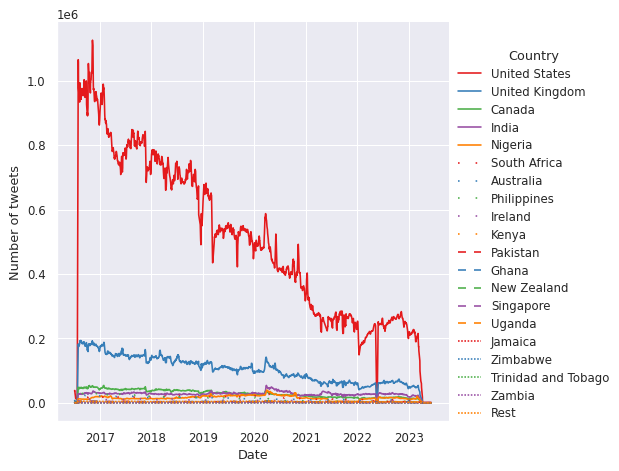 1e6
Number of tweets
1.0
0.8
0.6
0.4
0.2
0.0
2017 2018 2019 2020 2021 2022 2023
Date
Country
United States
United Kingdom
Canada
India
Nigeria
South Africa
Australia
Philippines
Ireland
Kenya
Pakistan
Ghana
New Zealand
Singapore
Uganda
Jamaica
Zimbabwe
Trinidad and Tobago
Zambia
Rest